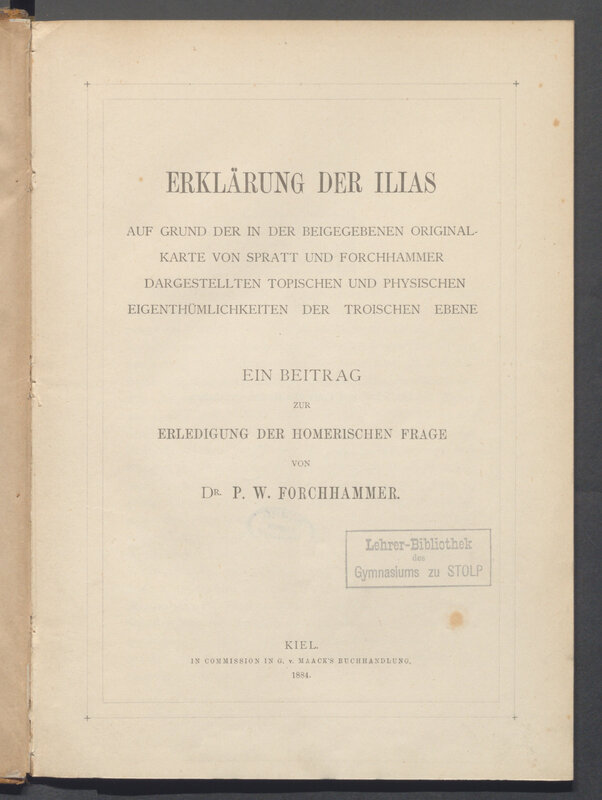 ERKLÄRUNG DER ILIAS
AUF GRUND DER IN DER BEIGEGEBENEN ORIGINAL-
KARTE VON SPRATT UND FORCHHAMMER
DARGESTELLTEN TOPISCHEN UND PHYSISCHEN
EIGENTHÜMLICHKEITEN DER TROISCHEN EBENE
EIN BEITRAG
ZUR
ERLEDIGUNG DER HOMERISCHEN FRAGE
VON
DR. P. W. FORCHHAMMER.
Lehrer-Bibliothek
des
Gymnasiums zu STOLP
KIEL.
IN COMMISSION IN G. v. MAACK'S BUCHHANDLUNG,
1884.